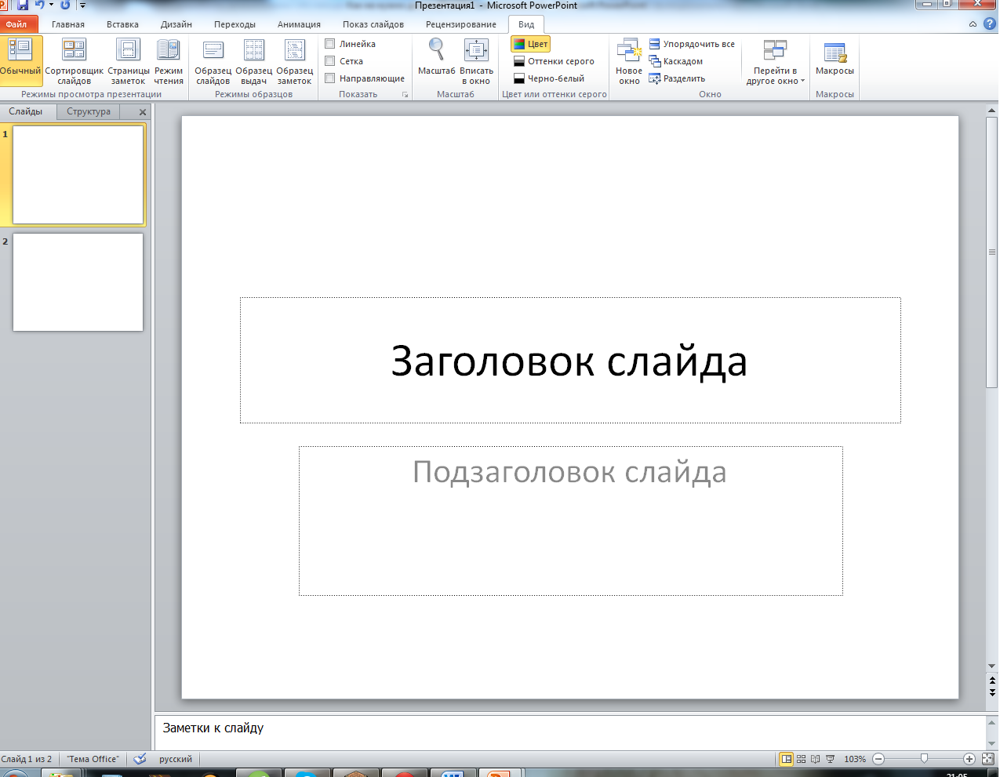 Презентация1 - Microsoft PowerPoint
Файл Главная Вставка Дизайн Переходы Анимация Показ слайдов Рецензирование Вид
Обычный
Сортировщик слайдов
Страницы заметок
Режим чтения
Режимы просмотра презентации
Образец слайдов
Образец выдач
Образец заметок
Режимы образцов
Линейка
Сетка
Направляющие
Показать
Масштаб
Вписать в окно
Масштаб
Цвет
Оттенки серого
Черно-белый
Цвет или оттенки серого
Новое окно
Упорядочить все
Каскадом
Разделить
Перейти в другое окно
Окно
Макросы
Макросы
Слайды Структура
1
2
Заголовок слайда
Подзаголовок слайда
Заметки к слайду
Слайд 1 из 2 "Тема Office" русский 103%